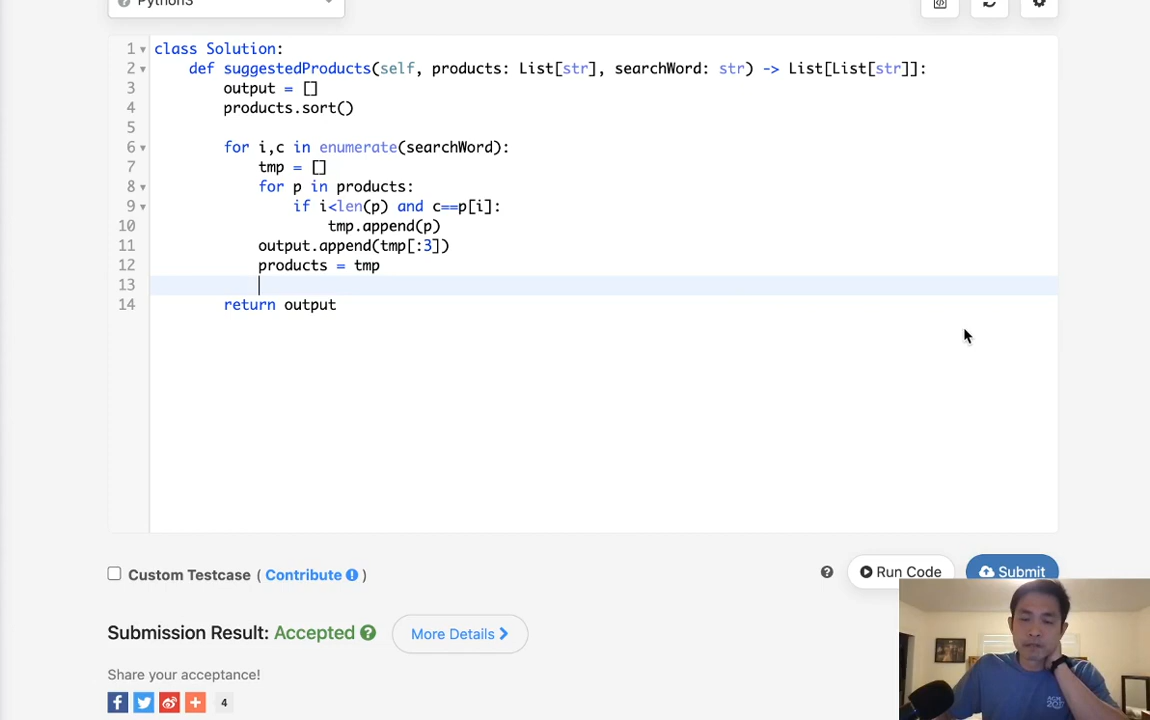 Python3
1 class Solution:
2 def suggestedProducts(self, products: List[str], searchWord: str) -> List[List[str]]:
3 output = []
4 products.sort()
5
6 for i,c in enumerate(searchWord):
7 tmp = []
8 for p in products:
9 if i<len(p) and c==p[i]:
10 tmp.append(p)
11 output.append(tmp[:3])
12 products = tmp
13
14 return output
Custom Testcase ( Contribute )
Run Code
Submit
Submission Result: Accepted
More Details
Share your acceptance!
4